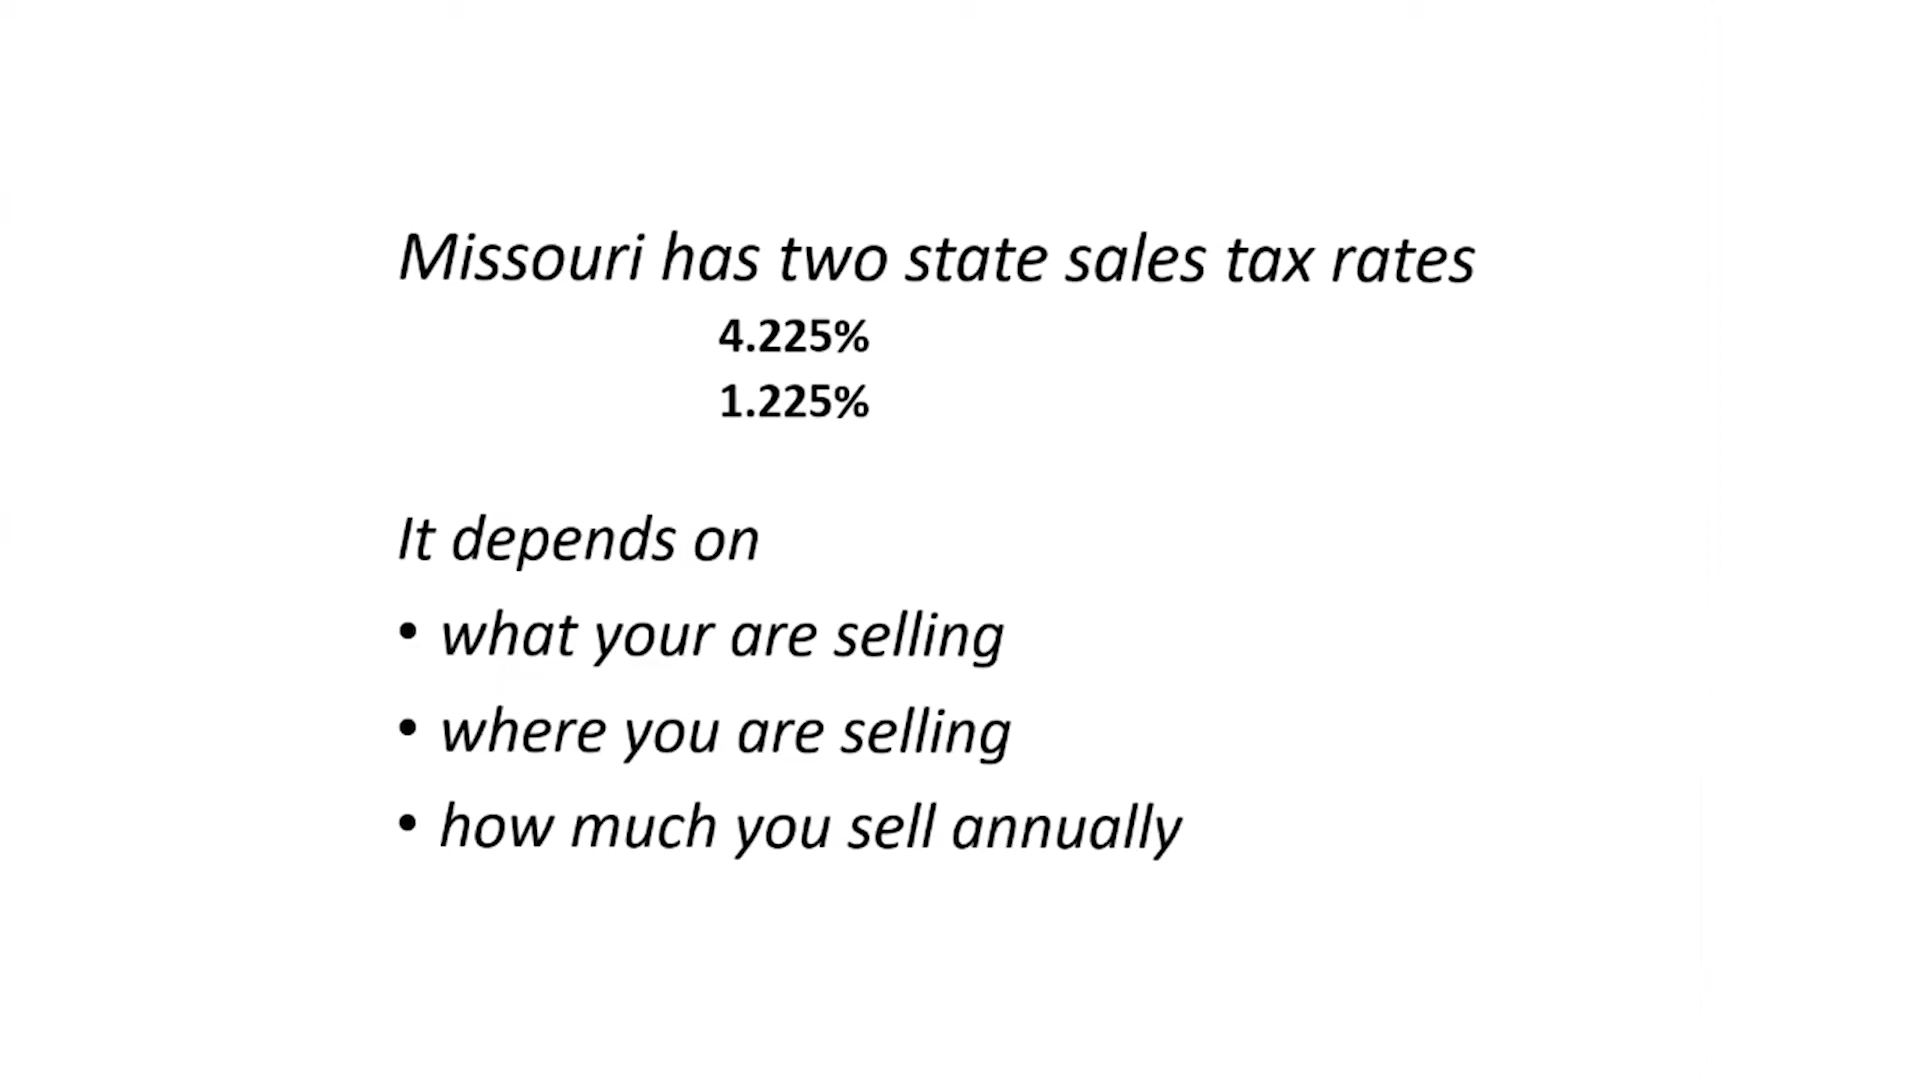 Missouri has two state sales tax rates
4.225%
1.225%
It depends on
• what your are selling
• where you are selling
• how much you sell annually